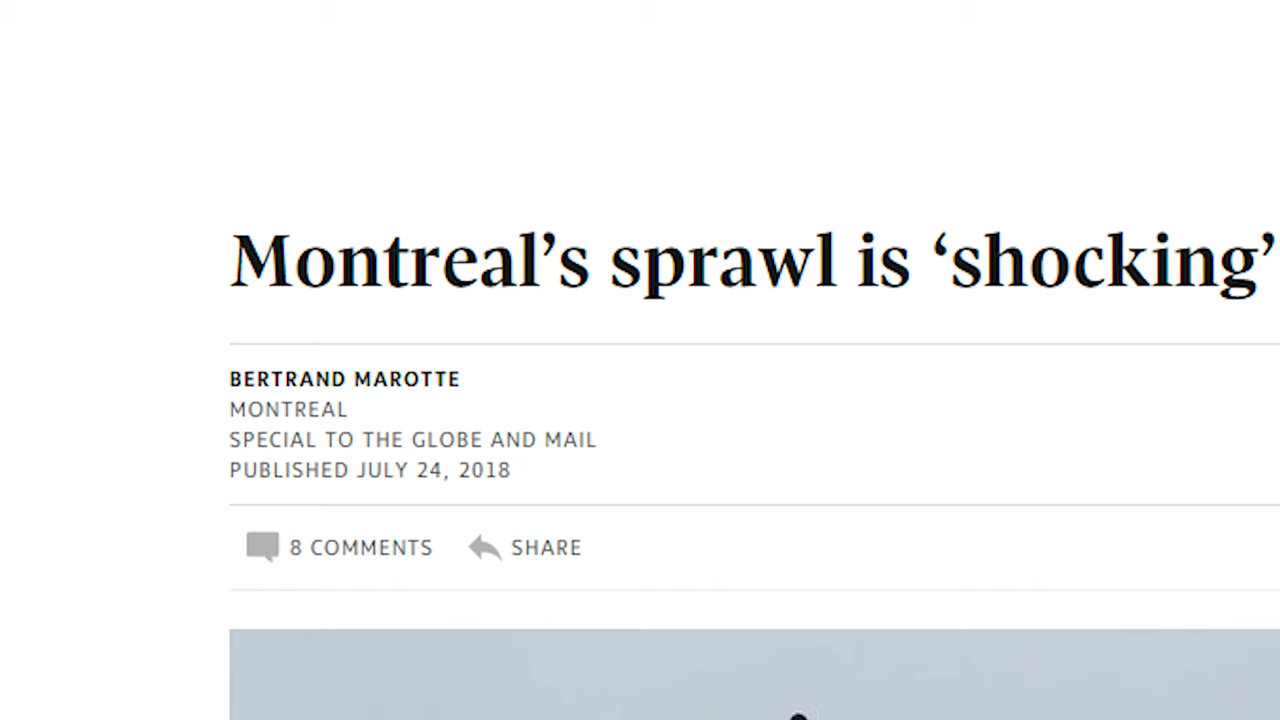 Montreal’s sprawl is ‘shocking’
BERTRAND MAROTTE
MONTREAL
SPECIAL TO THE GLOBE AND MAIL
PUBLISHED JULY 24, 2018
8 COMMENTS SHARE